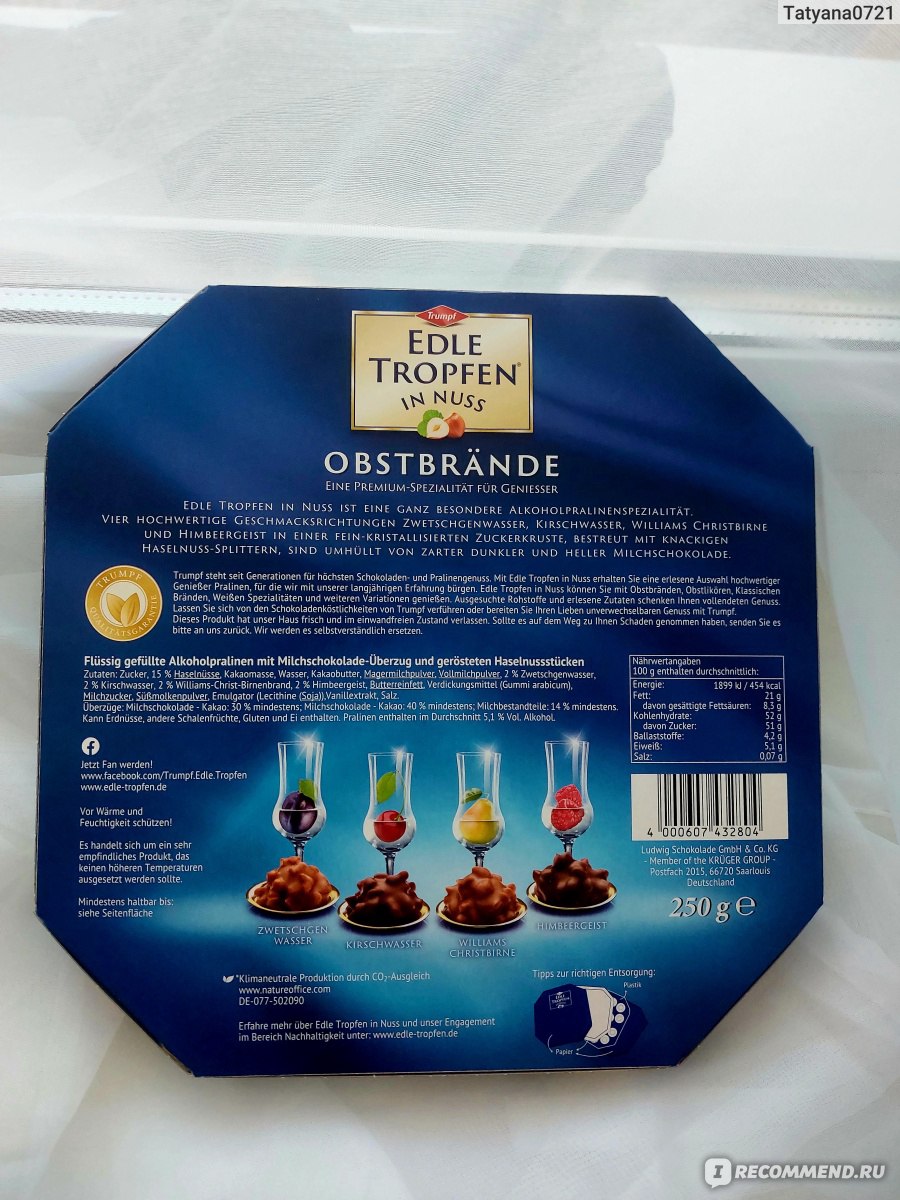 Tatyana0721
Trumpf
EDLE
TROPFEN®
IN NUSS
OBSTBRÄNDE
EINE PREMIUM-SPEZIALITÄT FÜR GENIESSER
EDLE TROPFEN IN NUSS IST EINE GANZ BESONDERE ALKOHOLPRALINENSPEZIALITÄT.
VIER HOCHWERTIGE GESCHMACKSRICHTUNGEN ZWETSCHGENWASSER, KIRSCHWASSER, WILLIAMS CHRISTBIRNE
UND HIMBEERGEIST IN EINER FEIN-KRISTALLISIERTEN ZUCKERKRUSTE, BESTREUT MIT KNACKIGEN
HASELNUSS-SPLITTERN, SIND UMHÜLLT VON ZARTER DUNKLER UND HELLER MILCHSCHOKOLADE.
TRUMPF
QUALITÄTSGARANTIE
Trumpf steht seit Generationen für höchsten Schokoladen- und Pralinengenuss. Mit Edle Tropfen in Nuss erhalten Sie eine erlesene Auswahl hochwertiger
Genießer Pralinen, für die wir mit unserer langjährigen Erfahrung bürgen. Edle Tropfen in Nuss können Sie mit Obstbränden, Obstlikören, Klassischen
Bränden, Weißen Spezialitäten und weiteren Variationen genießen. Ausgesuchte Rohstoffe und erlesene Zutaten schenken Ihnen vollendeten Genuss.
Lassen Sie sich von den Schokoladenköstlichkeiten von Trumpf verführen oder bereiten Sie Ihren Lieben unverwechselbaren Genuss mit Trumpf.
Dieses Produkt hat unser Haus frisch und im einwandfreien Zustand verlassen. Sollte es auf dem Weg zu Ihnen Schaden genommen haben, senden Sie es
bitte an uns zurück. Wir werden es selbstverständlich ersetzen.
Flüssig gefüllte Alkoholpralinen mit Milchschokolade-Überzug und gerösteten Haselnussstücken
Zutaten: Zucker, 15 % Haselnüsse, Kakaomasse, Wasser, Kakaobutter, Magermilchpulver, Vollmilchpulver, 2 % Zwetschgenwasser,
2 % Kirschwasser, 2 % Williams-Christ-Birnenbrand, 2 % Himbeergeist, Butterreinfett, Verdickungsmittel (Gummi arabicum),
Milchzucker, Süßmolkenpulver, Emulgator (Lecithine (Soja)),Vanillextrakt, Salz.
Überzüge: Milchschokolade - Kakao: 30 % mindestens; Milchschokolade - Kakao: 40 % mindestens; Milchbestandteile: 14 % mindestens.
Kann Erdnüsse, andere Schalenfrüchte, Gluten und Ei enthalten. Pralinen enthalten im Durchschnitt 5,1 % Vol. Alkohol.
Nährwertangaben
100 g enthalten durchschnittlich:
Energie: 1899 kJ / 454 kcal
Fett: 21 g
davon gesättigte Fettsäuren: 8,3 g
Kohlenhydrate: 52 g
davon Zucker: 51 g
Ballaststoffe: 4,2 g
Eiweiß: 5,1 g
Salz: 0,07 g
Jetzt Fan werden!
www.facebook.com/Trumpf.Edle.Tropfen
www.edle-tropfen.de
Vor Wärme und
Feuchtigkeit schützen!
Es handelt sich um ein sehr
empfindliches Produkt, das
keinen höheren Temperaturen
ausgesetzt werden sollte.
Mindestens haltbar bis:
siehe Seitenfläche
4 000607 432804
Ludwig Schokolade GmbH & Co. KG
- Member of the KRÜGER GROUP -
Postfach 2015, 66720 Saarlouis
Deutschland
250 g e
ZWETSCHGEN
WASSER
KIRSCHWASSER
WILLIAMS
CHRISTBIRNE
HIMBEERGEIST
*Klimaneutrale Produktion durch CO₂-Ausgleich
www.natureoffice.com
DE-077-502090
Erfahre mehr über Edle Tropfen in Nuss und unser Engagement
im Bereich Nachhaltigkeit unter: www.edle-tropfen.de
Tipps zur richtigen Entsorgung:
Plastik
EDLE
TROPFEN
Papier
IRECOMMEND.RU